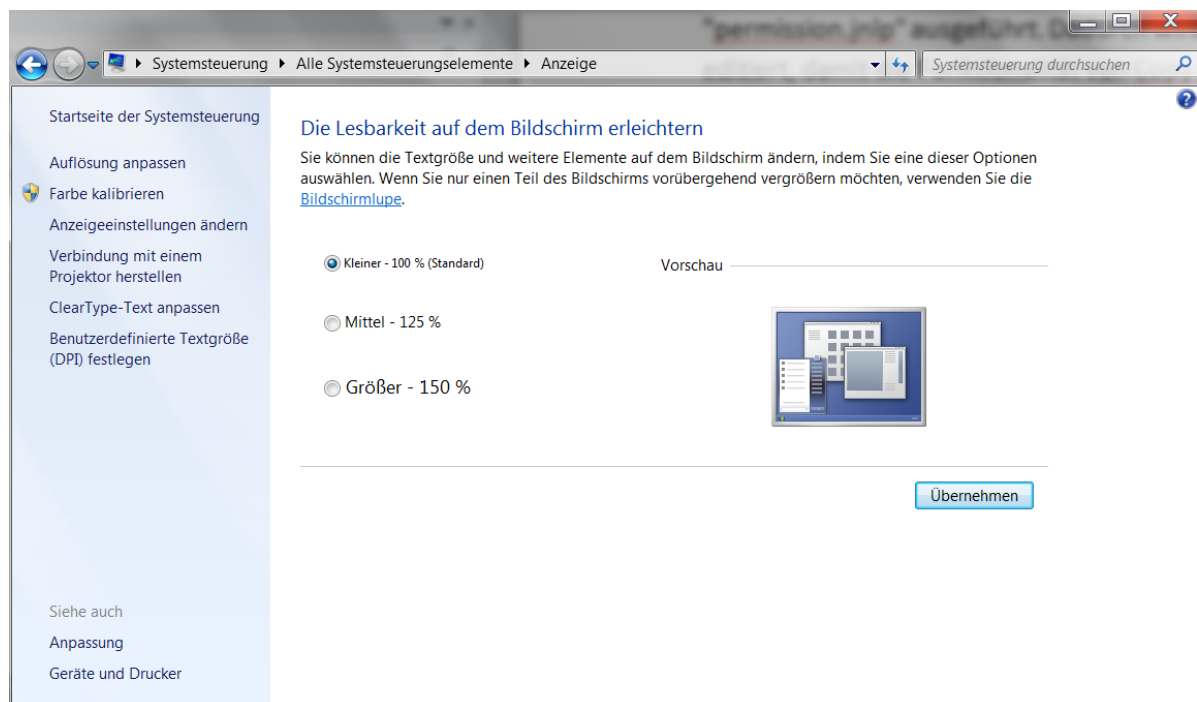 "permission.jnlp" ausgeführt.
Systemsteuerung Alle Systemsteuerungselemente Anzeige
Systemsteuerung durchsuchen
Startseite der Systemsteuerung
Auflösung anpassen
Farbe kalibrieren
Anzeigeeinstellungen ändern
Verbindung mit einem
Projektor herstellen
ClearType-Text anpassen
Benutzerdefinierte Textgröße
(DPI) festlegen
Die Lesbarkeit auf dem Bildschirm erleichtern
Sie können die Textgröße und weitere Elemente auf dem Bildschirm ändern, indem Sie eine dieser Optionen
auswählen. Wenn Sie nur einen Teil des Bildschirms vorübergehend vergrößern möchten, verwenden Sie die
Bildschirmlupe.
Kleiner - 100 % (Standard)
Mittel - 125 %
Größer - 150 %
Vorschau
Übernehmen
Siehe auch
Anpassung
Geräte und Drucker